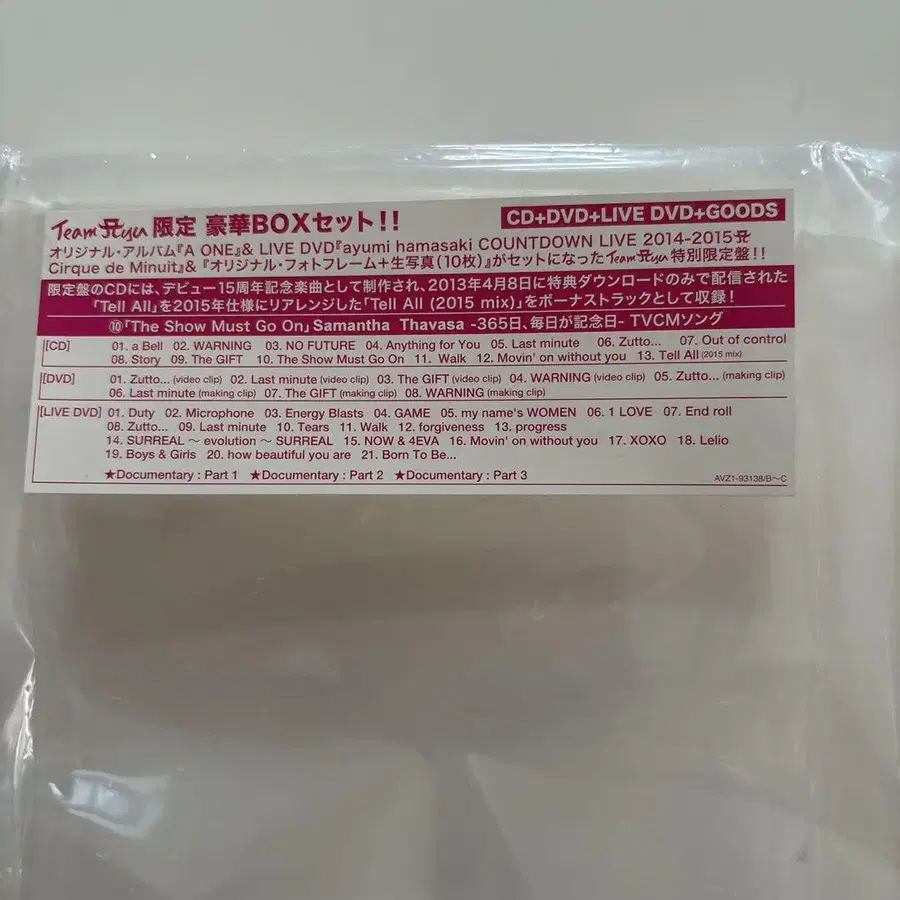 Team Ayu 限定 豪華BOXセット!!
CD+DVD+LIVE DVD+GOODS
オリジナル・アルバム『A ONE』& LIVE DVD『ayumi hamasaki COUNTDOWN LIVE 2014-2015 A
Cirque de Minuit』&『オリジナル・フォトフレーム+生写真(10枚)』がセットになったTeam Ayu特別限定盤!!
限定盤のCDには、デビュー15周年記念楽曲として制作され、2013年4月8日に特典ダウンロードのみで配信された
「Tell All」を2015年仕様にリアレンジした「Tell All (2015 mix)」をボーナストラックとして収録!
⑩「The Show Must Go On」Samantha Thavasa -365日、毎日が記念日- TVCMソング
[CD] 01. a Bell 02. WARNING 03. NO FUTURE 04. Anything for You 05. Last minute 06. Zutto... 07. Out of control
08. Story 09. The GIFT 10. The Show Must Go On 11. Walk 12. Movin' on without you 13. Tell All (2015 mix)
[DVD] 01. Zutto... (video clip) 02. Last minute (video clip) 03. The GIFT (video clip) 04. WARNING (video clip) 05. Zutto... (making clip)
06. Last minute (making clip) 07. The GIFT (making clip) 08. WARNING (making clip)
[LIVE DVD] 01. Duty 02. Microphone 03. Energy Blasts 04. GAME 05. my name's WOMEN 06. 1 LOVE 07. End roll
08. Zutto... 09. Last minute 10. Tears 11. Walk 12. forgiveness 13. progress
14. SURREAL ～ evolution ～ SURREAL 15. NOW & 4EVA 16. Movin' on without you 17. XOXO 18. Lelio
19. Boys & Girls 20. how beautiful you are 21. Born To Be...
★Documentary : Part 1 ★Documentary : Part 2 ★Documentary : Part 3
AVZ1-93138/B～C